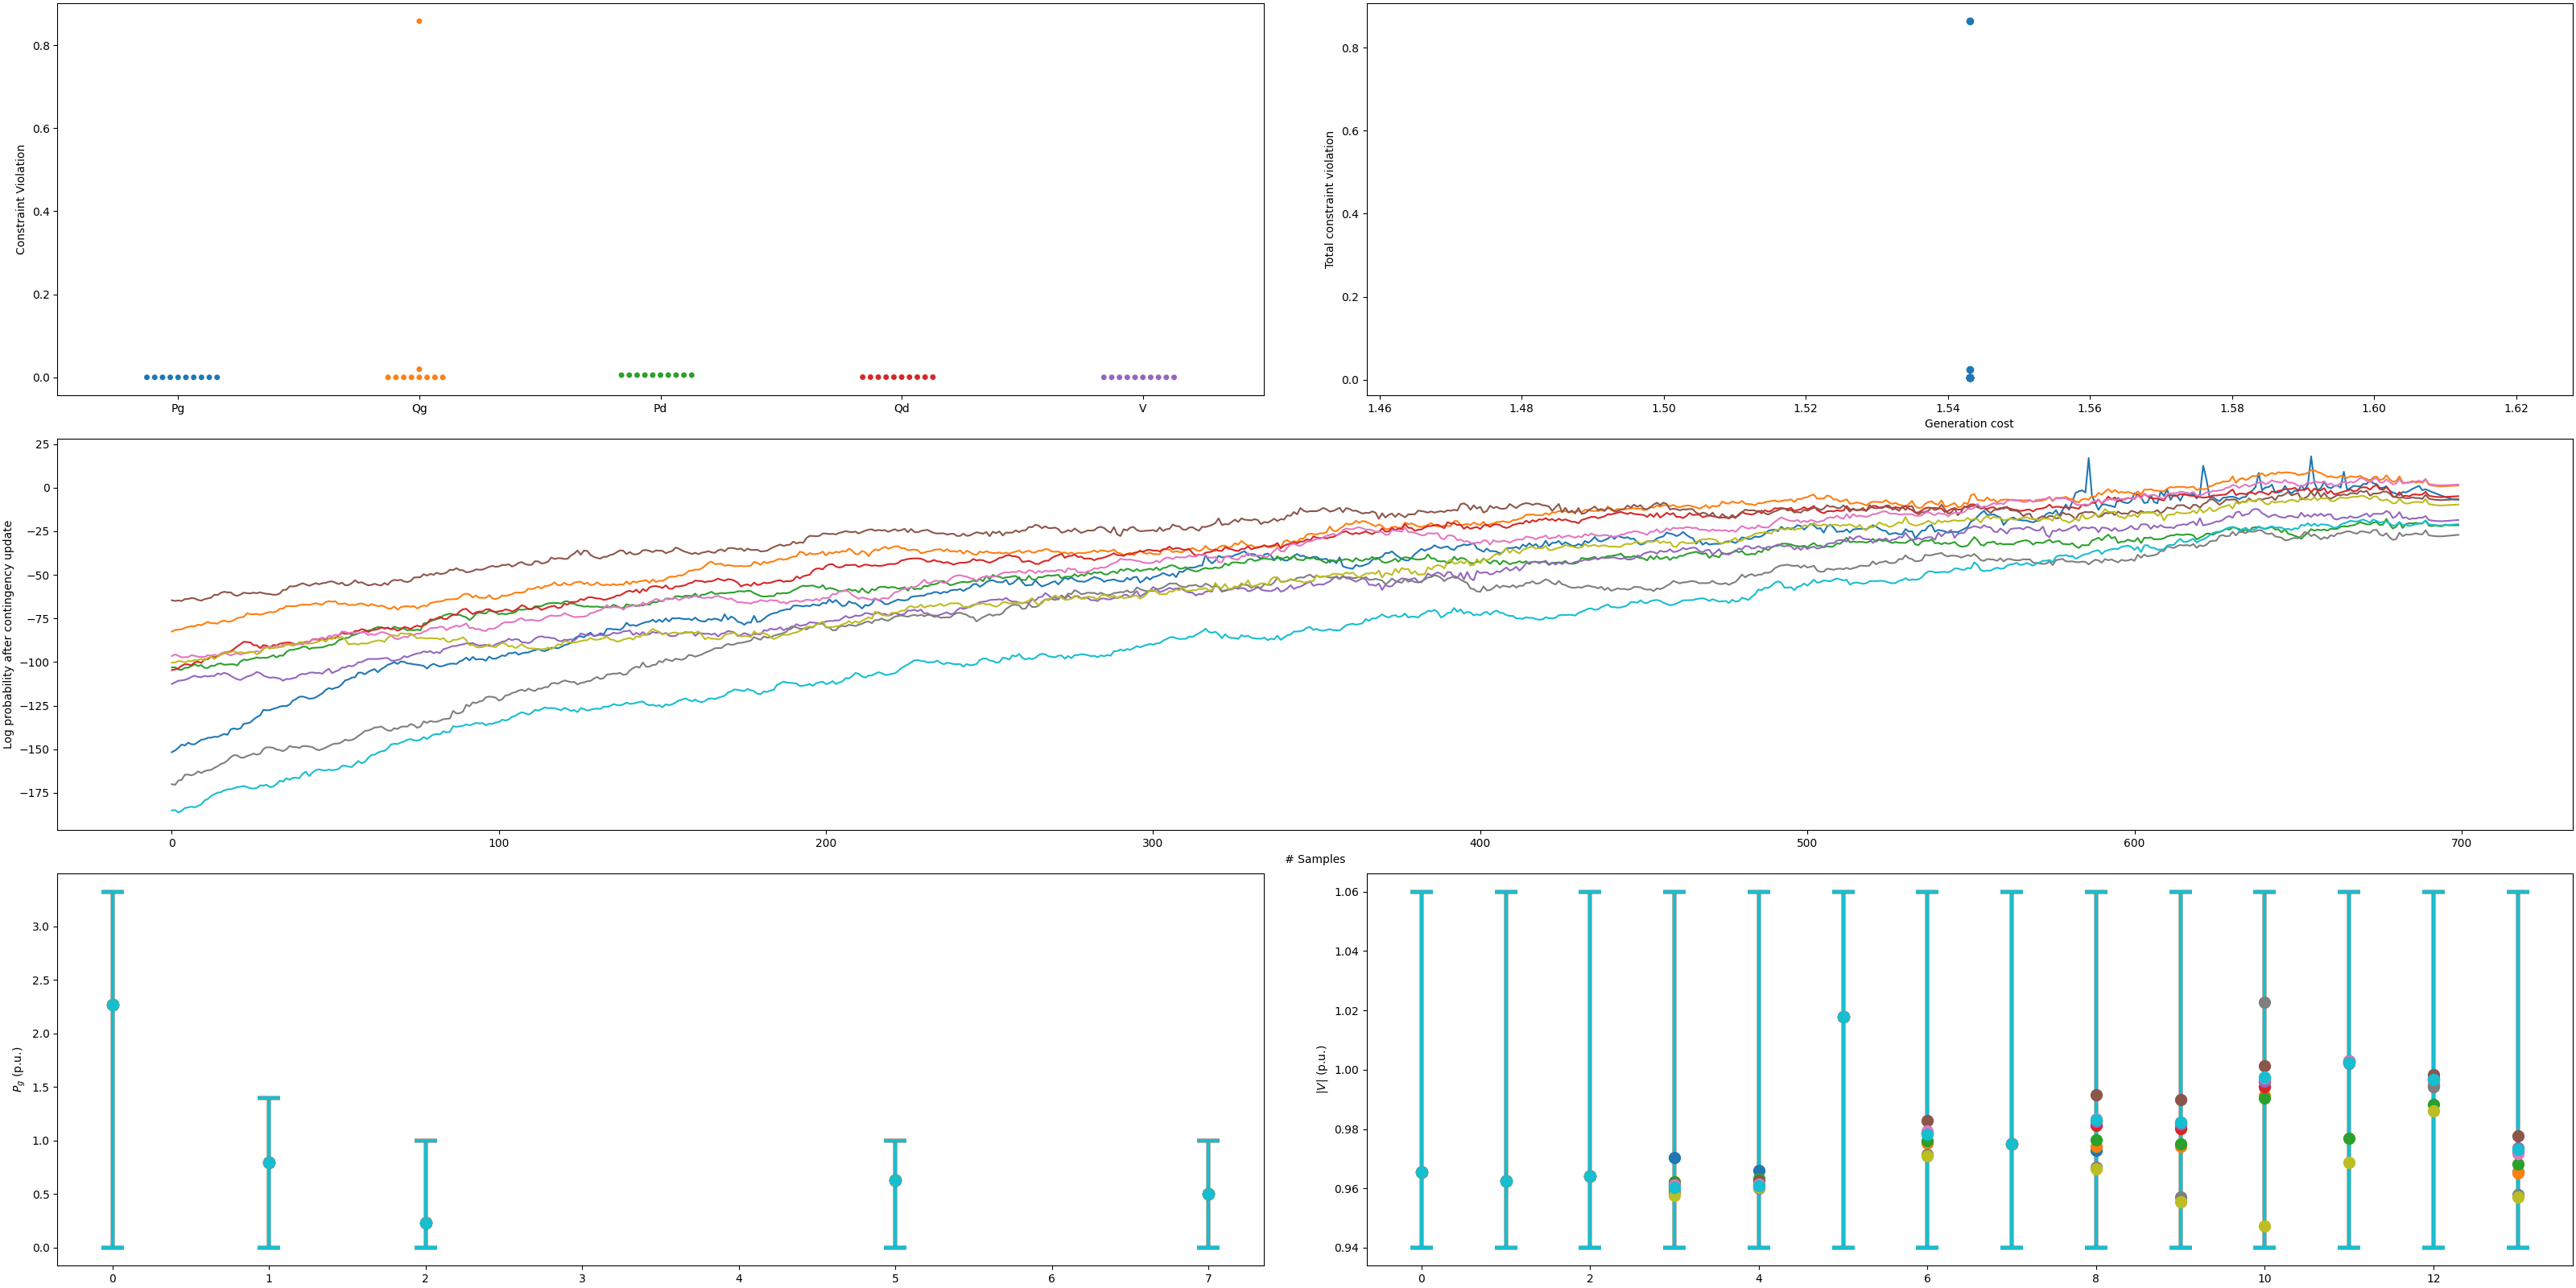 Constraint Violation
0.8
0.6
0.4
0.2
0.0
Pg Qg Pd Qd V
Total constraint violation
0.8
0.6
0.4
0.2
0.0
1.46 1.48 1.50 1.52 1.54 1.56 1.58 1.60 1.62
Generation cost
Log probability after contingency update
25
0
−25
−50
−75
−100
−125
−150
−175
0 100 200 300 400 500 600 700
# Samples
P_g (p.u.)
3.0
2.5
2.0
1.5
1.0
0.5
0.0
0 1 2 3 4 5 6 7
|V| (p.u.)
1.06
1.04
1.02
1.00
0.98
0.96
0.94
0 2 4 6 8 10 12